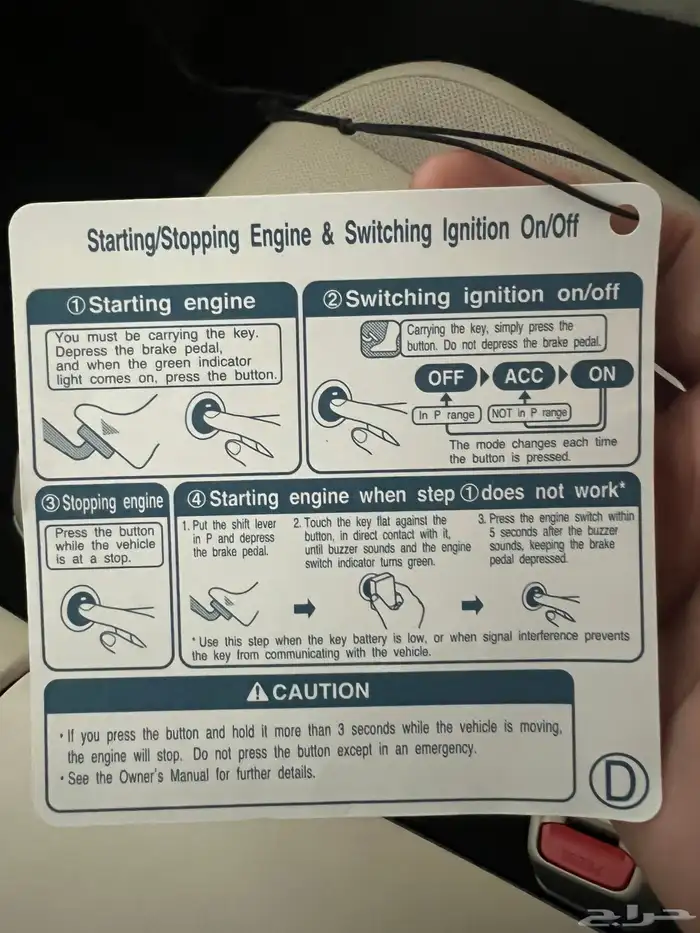 Starting/Stopping Engine & Switching Ignition On/Off
①Starting engine
You must be carrying the key.
Depress the brake pedal,
and when the green indicator
light comes on, press the button.
②Switching ignition on/off
Carrying the key, simply press the
button. Do not depress the brake pedal.
OFF ACC ON
In P range NOT in P range
The mode changes each time
the button is pressed.
③Stopping engine
Press the button
while the vehicle
is at a stop.
④Starting engine when step ①does not work*
1. Put the shift lever
in P and depress
the brake pedal.
2. Touch the key flat against the
button, in direct contact with it,
until buzzer sounds and the engine
switch indicator turns green.
3. Press the engine switch within
5 seconds after the buzzer
sounds, keeping the brake
pedal depressed.
*Use this step when the key battery is low, or when signal interference prevents
the key from communicating with the vehicle.
CAUTION
・If you press the button and hold it more than 3 seconds while the vehicle is moving,
the engine will stop. Do not press the button except in an emergency.
・See the Owner's Manual for further details.
D
PRESS
حراج